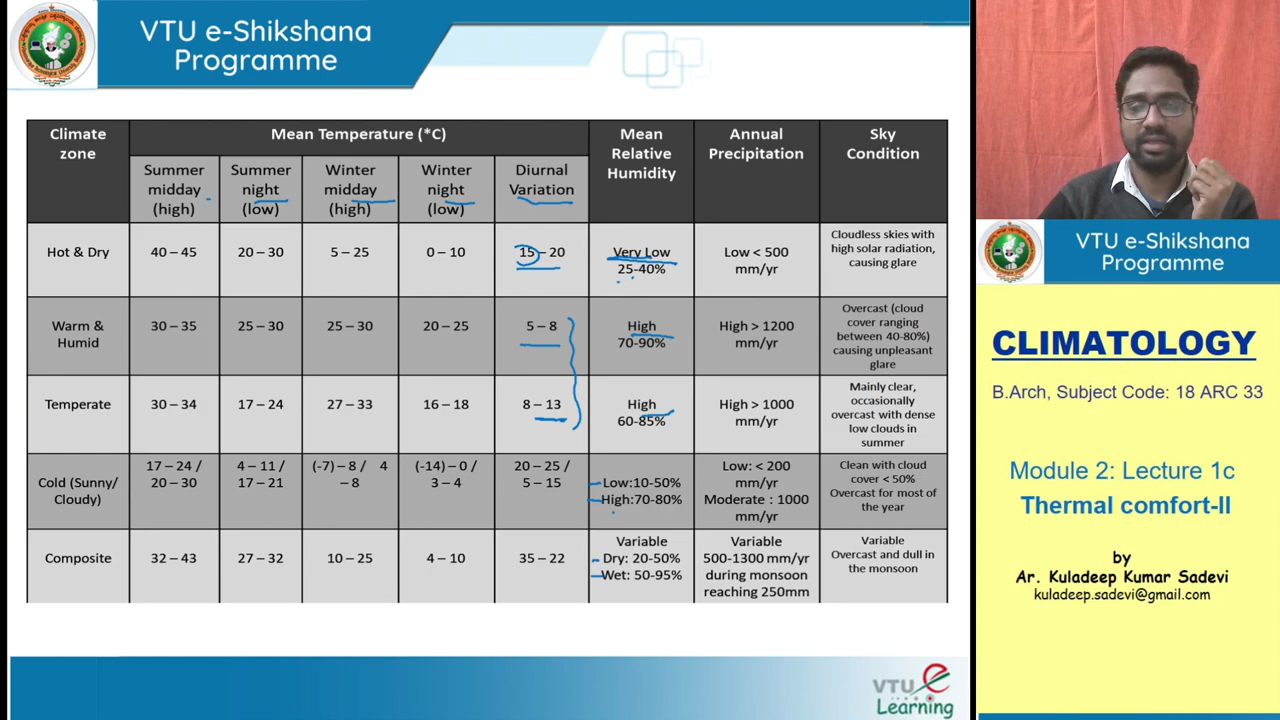 VTU e-Shikshana
Programme
Climate
zone
Mean Temperature (*C)
Mean
Relative
Humidity
Annual
Precipitation
Sky
Condition
Summer
midday
(high)
Summer
night
(low)
Winter
midday
(high)
Winter
night
(low)
Diurnal
Variation
Hot & Dry
40 – 45
20 – 30
5 – 25
0 – 10
15 – 20
Very Low
25-40%
Low < 500
mm/yr
Cloudless skies with
high solar radiation,
causing glare
Warm &
Humid
30 – 35
25 – 30
25 – 30
20 – 25
5 – 8
High
70-90%
High > 1200
mm/yr
Overcast (cloud
cover ranging
between 40-80%)
causing unpleasant
glare
Temperate
30 – 34
17 – 24
27 – 33
16 – 18
8 – 13
High
60-85%
High > 1000
mm/yr
Mainly clear,
occasionally
overcast with dense
low clouds in
summer
Cold (Sunny/
Cloudy)
17 – 24 /
20 – 30
4 – 11 /
17 – 21
(-7) – 8 / 4
– 8
(-14) – 0 /
3 – 4
20 – 25 /
5 – 15
Low:10-50%
High:70-80%
Low: < 200
mm/yr
Moderate : 1000
mm/yr
Clean with cloud
cover < 50%
Overcast for most of
the year
Composite
32 – 43
27 – 32
10 – 25
4 – 10
35 – 22
Variable
Dry: 20-50%
Wet: 50-95%
Variable
500-1300 mm/yr
during monsoon
reaching 250mm
Variable
Overcast and dull in
the monsoon
VTU e
Learning
VTU e-Shikshana
Programme
CLIMATOLOGY
B.Arch, Subject Code: 18 ARC 33
Module 2: Lecture 1c
Thermal comfort-II
by
Ar. Kuladeep Kumar Sadevi
kuladeep.sadevi@gmail.com